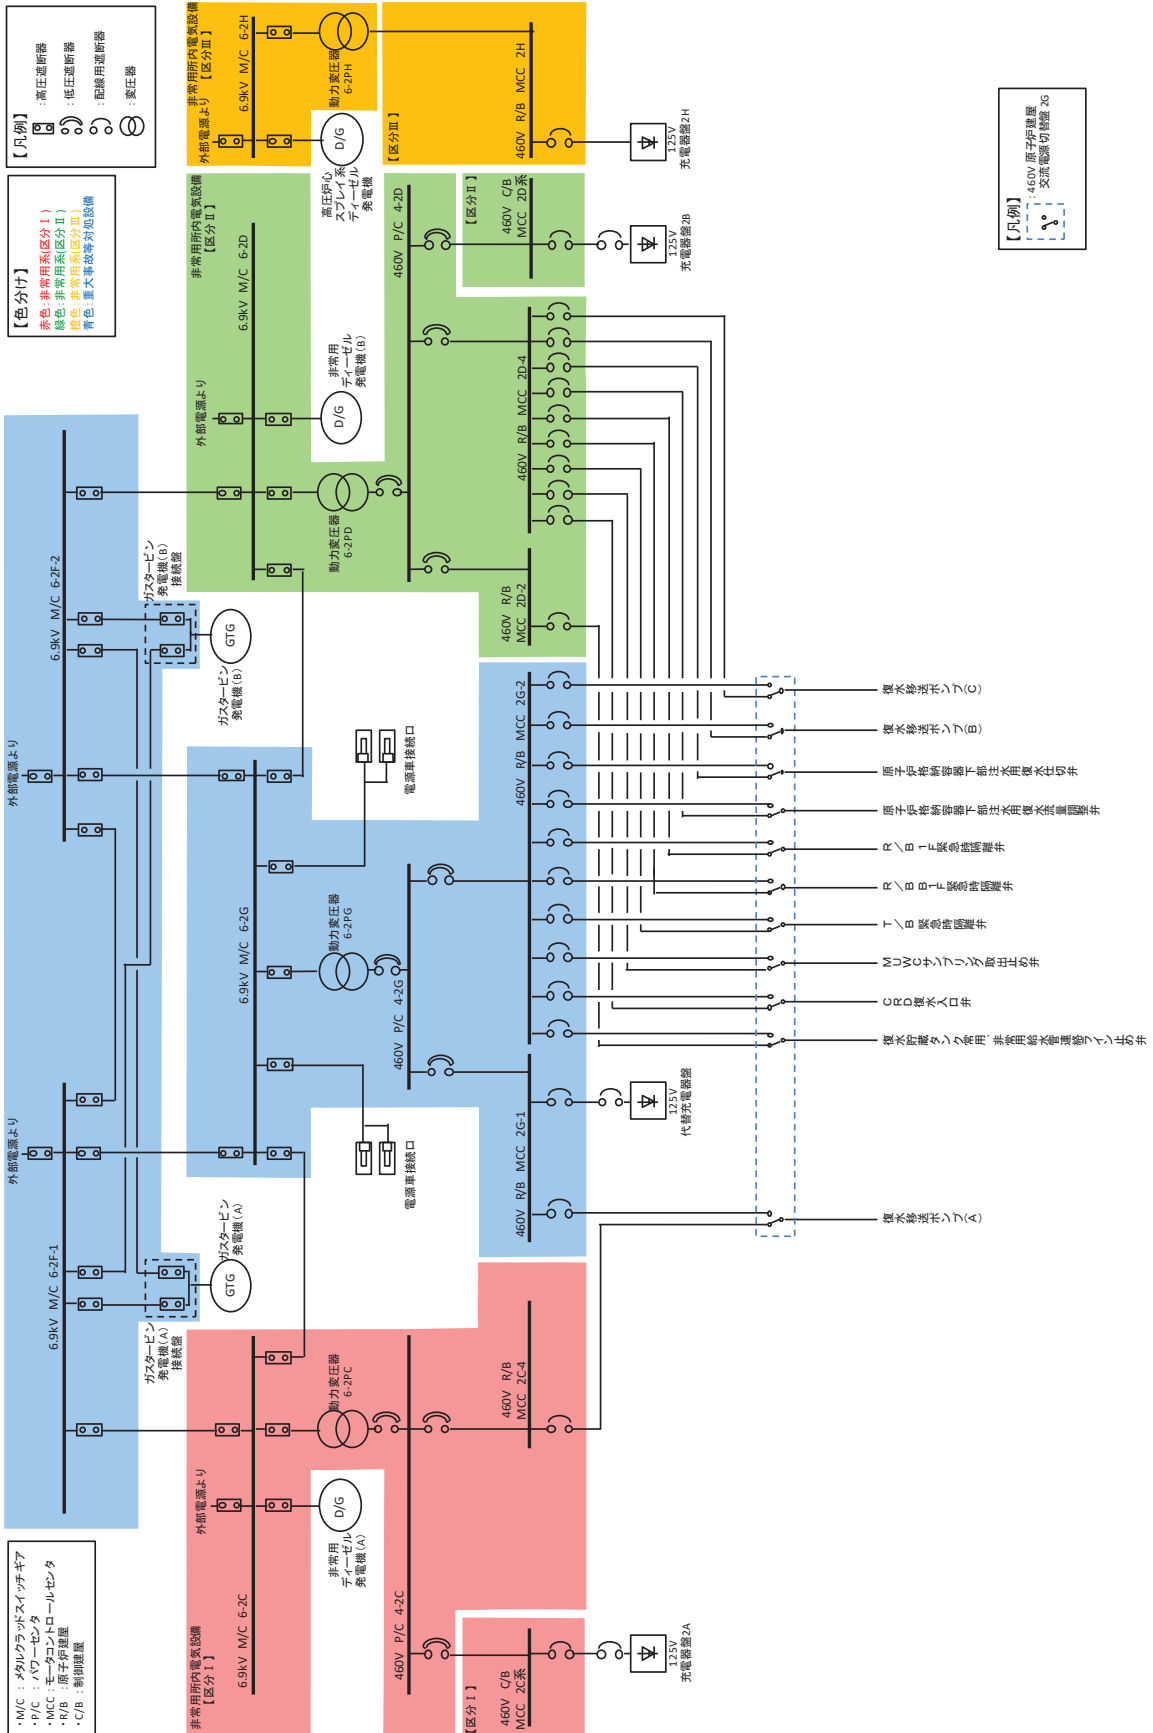 ・M/C : メタルクラッドスイッチギア
・P/C : パワーセンタ
・MCC : モータコントロールセンタ
・R/B : 原子炉建屋
・C/B : 制御建屋
【色分け】
赤色:非常用系(区分Ⅰ)
緑色:非常用系(区分Ⅱ)
橙色:非常用系(区分Ⅲ)
青色:重大事故等対処設備
【凡例】
:高圧遮断器
:低圧遮断器
:配線用遮断器
:変圧器
外部電源より
6.9kV M/C 6-2F-1
外部電源より
6.9kV M/C 6-2F-2
ガスタービン
発電機(A)
接続盤
GTG
ガスタービン
発電機(A)
ガスタービン
発電機(B)
接続盤
GTG
ガスタービン
発電機(B)
非常用所内電気設備
【区分Ⅰ】
外部電源より
6.9kV M/C 6-2C
D/G
非常用
ディーゼル
発電機(A)
動力変圧器
6-2PC
460V P/C 4-2C
【区分Ⅰ】
460V C/B
MCC 2C系
125V
充電器盤2A
460V R/B
MCC 2C-4
6.9kV M/C 6-2G
電源車接続口
動力変圧器
6-2PG
電源車接続口
460V P/C 4-2G
460V R/B MCC 2G-1
125V
代替充電器盤
460V R/B MCC 2G-2
非常用所内電気設備
【区分Ⅱ】
外部電源より
6.9kV M/C 6-2D
動力変圧器
6-2PD
D/G
非常用
ディーゼル
発電機(B)
460V P/C 4-2D
460V R/B
MCC 2D-2
460V R/B MCC 2D-4
【区分Ⅱ】
460V C/B
MCC 2D系
125V
充電器盤2B
非常用所内電気設備
【区分Ⅲ】
外部電源より
6.9kV M/C 6-2H
D/G
高圧炉心
スプレイ系
ディーゼル
発電機
動力変圧器
6-2PH
【区分Ⅲ】
460V R/B MCC 2H
125V
充電器盤2H
復水移送ポンプ(A)
復水貯蔵タンク常用、非常用給水管連絡ライン止め弁
CRD復水入口弁
MUWCサンプリング取出止め弁
T/B 緊急時隔離弁
R/B B1F緊急時隔離弁
R/B 1F緊急時隔離弁
原子炉格納容器下部注水用復水流量調整弁
原子炉格納容器下部注水用復水仕切弁
復水移送ポンプ(B)
復水移送ポンプ(C)
【凡例】
:460V 原子炉建屋
交流電源切替盤 2G